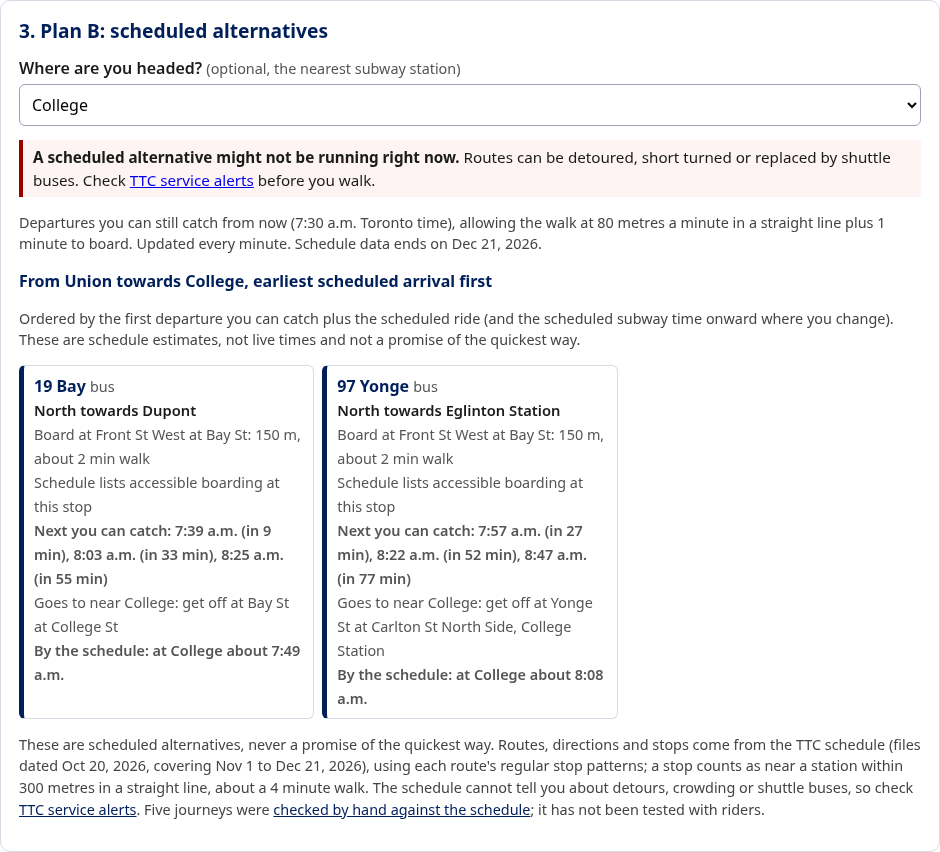 3. Plan B: scheduled alternatives
Where are you headed? (optional, the nearest subway station)
College
A scheduled alternative might not be running right now. Routes can be detoured, short turned or replaced by shuttle
buses. Check TTC service alerts before you walk.
Departures you can still catch from now (7:30 a.m. Toronto time), allowing the walk at 80 metres a minute in a straight line plus 1
minute to board. Updated every minute. Schedule data ends on Dec 21, 2026.
From Union towards College, earliest scheduled arrival first
Ordered by the first departure you can catch plus the scheduled ride (and the scheduled subway time onward where you change).
These are schedule estimates, not live times and not a promise of the quickest way.
19 Bay bus
North towards Dupont
Board at Front St West at Bay St: 150 m,
about 2 min walk
Schedule lists accessible boarding at
this stop
Next you can catch: 7:39 a.m. (in 9
min), 8:03 a.m. (in 33 min), 8:25 a.m.
(in 55 min)
Goes to near College: get off at Bay St
at College St
By the schedule: at College about 7:49
a.m.
97 Yonge bus
North towards Eglinton Station
Board at Front St West at Bay St: 150 m,
about 2 min walk
Schedule lists accessible boarding at
this stop
Next you can catch: 7:57 a.m. (in 27
min), 8:22 a.m. (in 52 min), 8:47 a.m.
(in 77 min)
Goes to near College: get off at Yonge
St at Carlton St North Side, College
Station
By the schedule: at College about 8:08
a.m.
These are scheduled alternatives, never a promise of the quickest way. Routes, directions and stops come from the TTC schedule (files
dated Oct 20, 2026, covering Nov 1 to Dec 21, 2026), using each route's regular stop patterns; a stop counts as near a station within
300 metres in a straight line, about a 4 minute walk. The schedule cannot tell you about detours, crowding or shuttle buses, so check
TTC service alerts. Five journeys were checked by hand against the schedule; it has not been tested with riders.